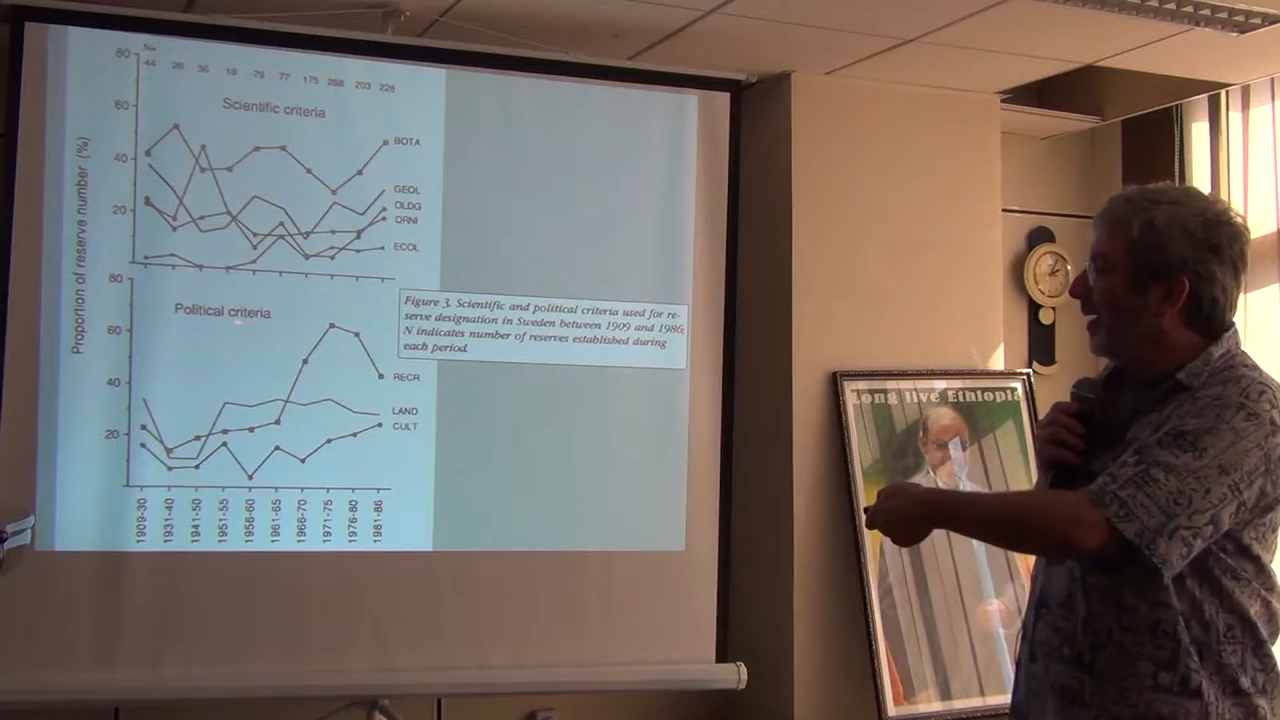 N=
44 28 36 19 79 77 175 288 203 226
80
60
40
20
Scientific criteria
BOTA
GEOL
OLDG
ORNI
ECOL
Proportion of reserve number (%)
80
60
40
20
Political criteria
RECR
LAND
CULT
1909-30
1931-40
1941-50
1951-55
1956-60
1961-65
1966-70
1971-75
1976-80
1981-86
Figure 3. Scientific and political criteria used for re-
serve designation in Sweden between 1909 and 1986;
N indicates number of reserves established during
each period.
Long live Ethiopia